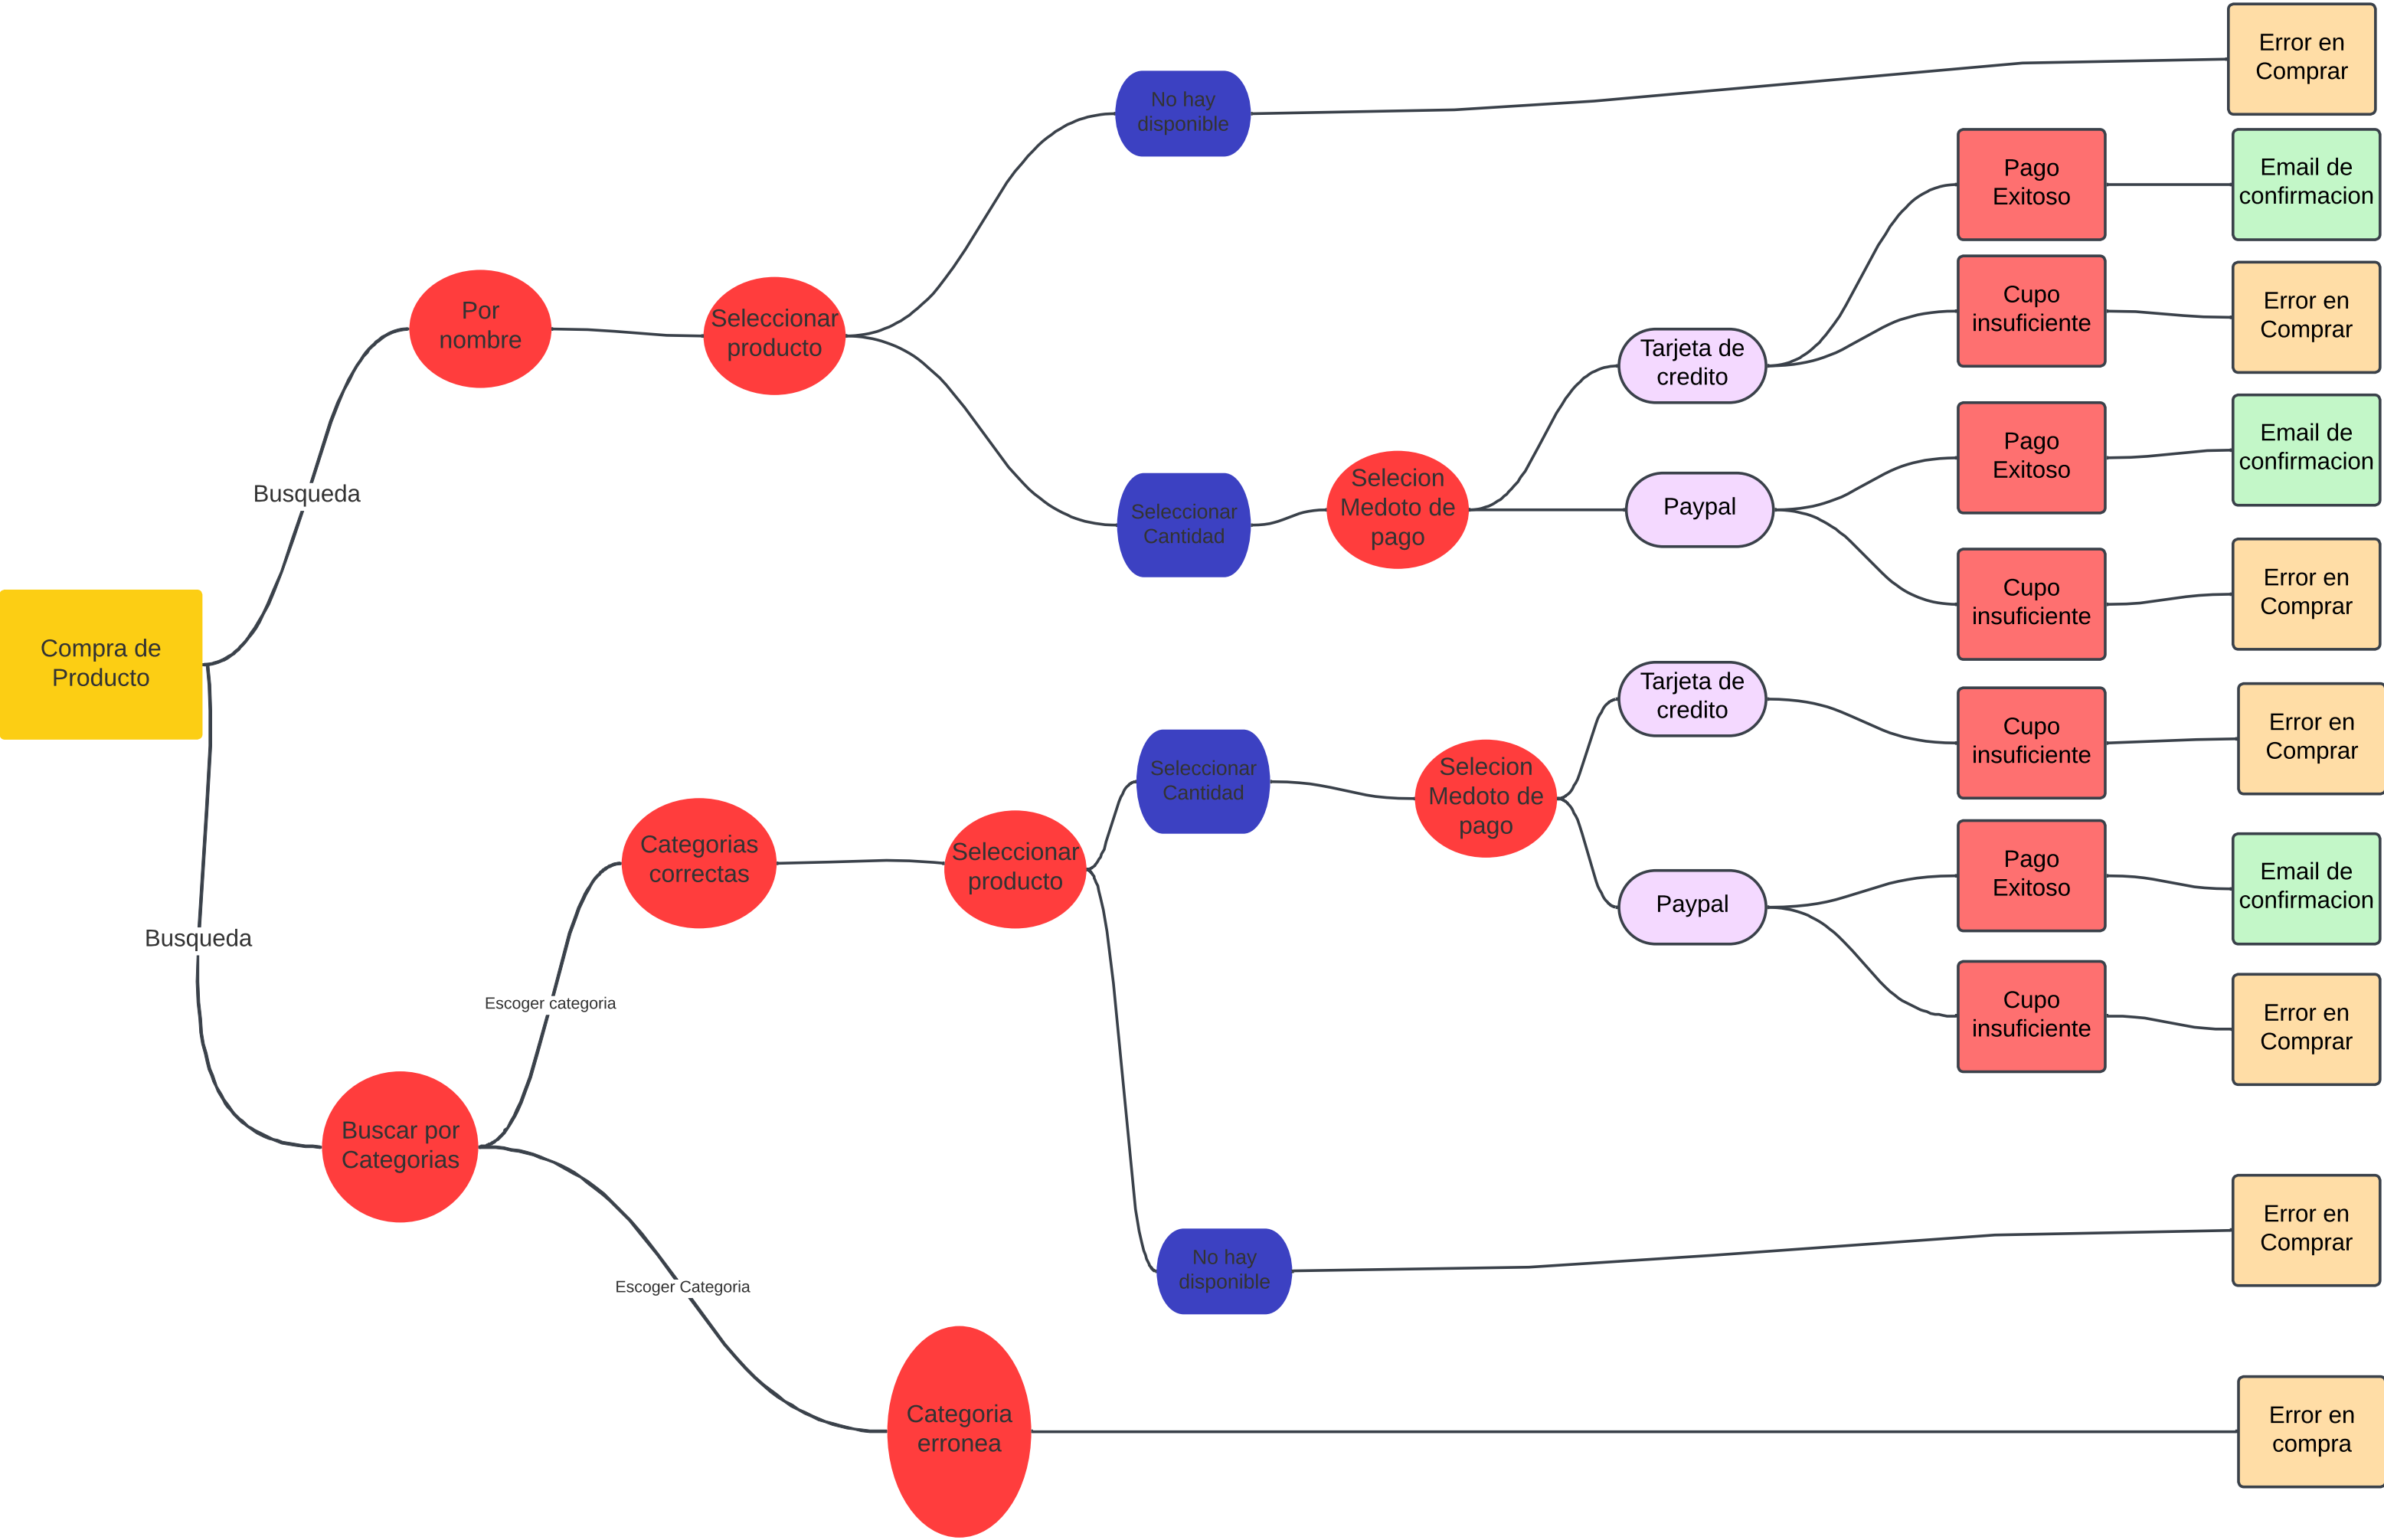 Error en
Comprar
No hay
disponible
Pago
Exitoso
Email de
confirmacion
Cupo
insuficiente
Error en
Comprar
Por
nombre
Seleccionar
producto
Tarjeta de
credito
Pago
Exitoso
Email de
confirmacion
Busqueda
Seleccionar
Cantidad
Selecion
Medoto de
pago
Paypal
Cupo
insuficiente
Error en
Comprar
Compra de
Producto
Tarjeta de
credito
Cupo
insuficiente
Error en
Comprar
Seleccionar
Cantidad
Selecion
Medoto de
pago
Categorias
correctas
Seleccionar
producto
Paypal
Pago
Exitoso
Email de
confirmacion
Busqueda
Escoger categoria
Cupo
insuficiente
Error en
Comprar
Buscar por
Categorias
Escoger Categoria
No hay
disponible
Error en
Comprar
Categoria
erronea
Error en
compra